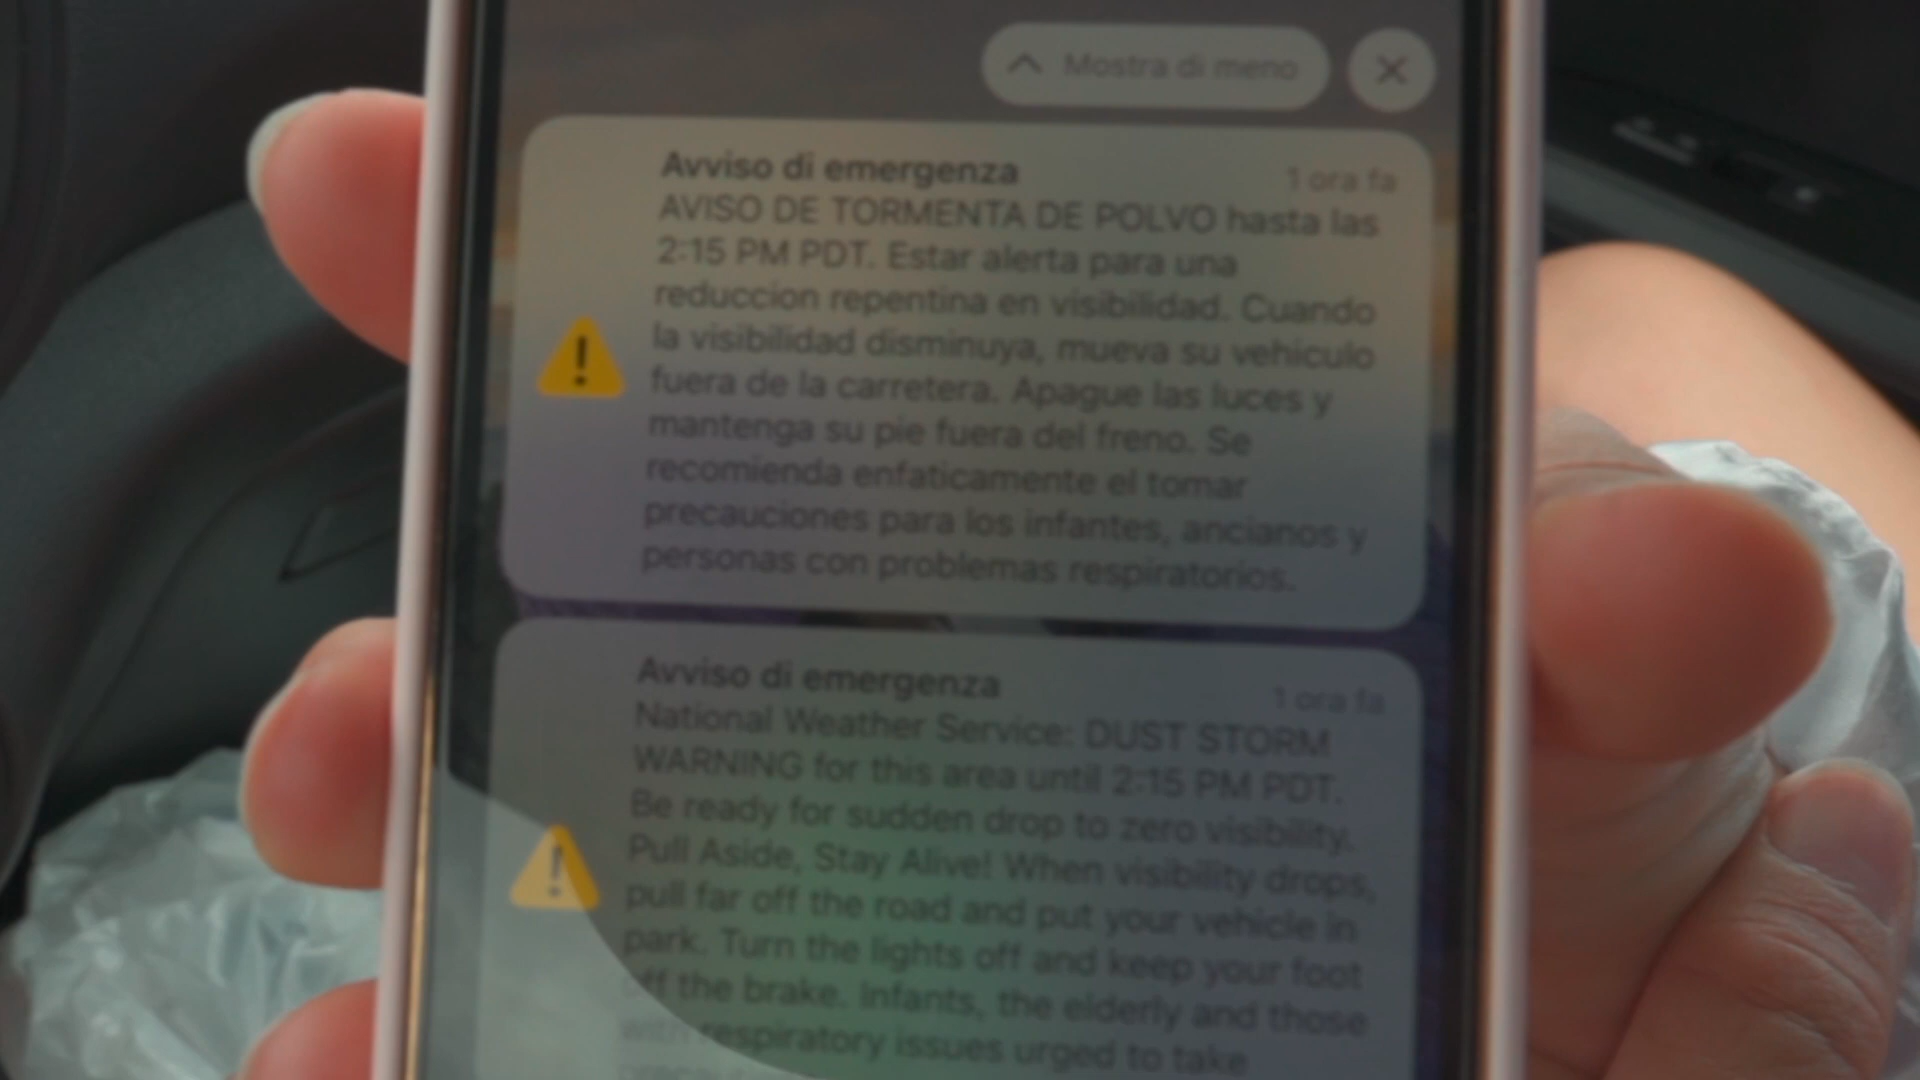 Mostra di meno
Avviso di emergenza
1 ora fa
AVISO DE TORMENTA DE POLVO hasta las
2:15 PM PDT. Estar alerta para una
reduccion repentina en visibilidad. Cuando
la visibilidad disminuya, mueva su vehiculo
fuera de la carretera. Apague las luces y
mantenga su pie fuera del freno. Se
recomienda enfaticamente el tomar
precauciones para los infantes, ancianos y
personas con problemas respiratorios.
Avviso di emergenza
1 ora fa
National Weather Service: DUST STORM
WARNING for this area until 2:15 PM PDT.
Be ready for sudden drop to zero visibility.
Pull Aside, Stay Alive! When visibility drops,
pull far off the road and put your vehicle in
park. Turn the lights off and keep your foot
off the brake. Infants, the elderly and those
with respiratory issues urged to take